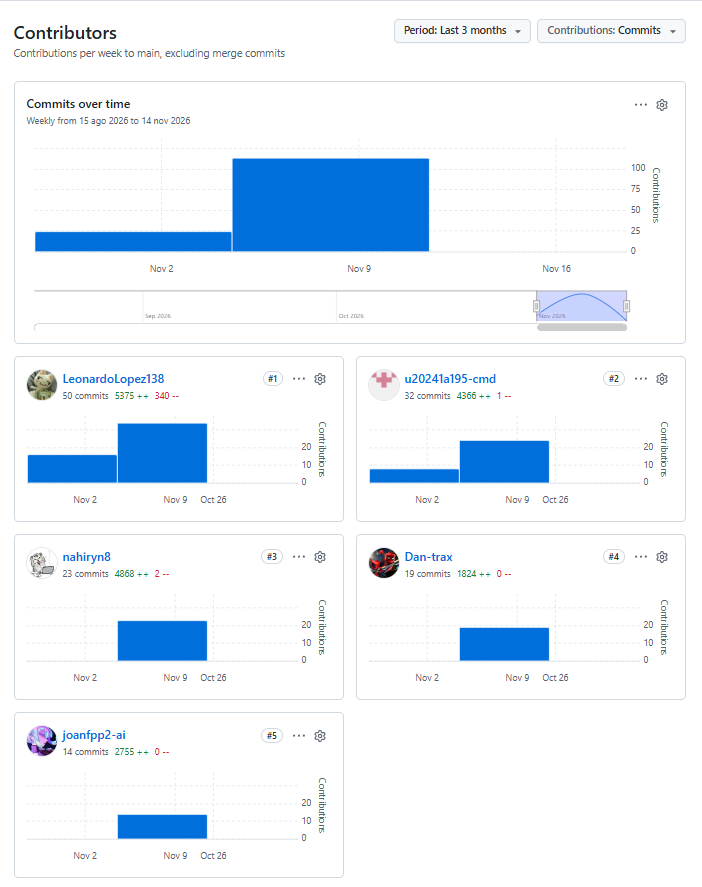 Contributors
Period: Last 3 months
Contributions: Commits
Contributions per week to main, excluding merge commits
Commits over time
Weekly from 15 ago 2026 to 14 nov 2026
100
75
50
25
0
Contributions
Nov 2
Nov 9
Nov 16
Sep 2026
Oct 2026
Nov 2026
LeonardoLopez138
#1
50 commits 5375 ++ 340 --
20
10
0
Contributions
Nov 2
Nov 9
Oct 26
u20241a195-cmd
#2
32 commits 4366 ++ 1 --
20
10
0
Contributions
Nov 2
Nov 9
Oct 26
nahiryn8
#3
23 commits 4868 ++ 2 --
20
10
0
Contributions
Nov 2
Nov 9
Oct 26
Dan-trax
#4
19 commits 1824 ++ 0 --
20
10
0
Contributions
Nov 2
Nov 9
Oct 26
joanfpp2-ai
#5
14 commits 2755 ++ 0 --
20
10
0
Contributions
Nov 2
Nov 9
Oct 26